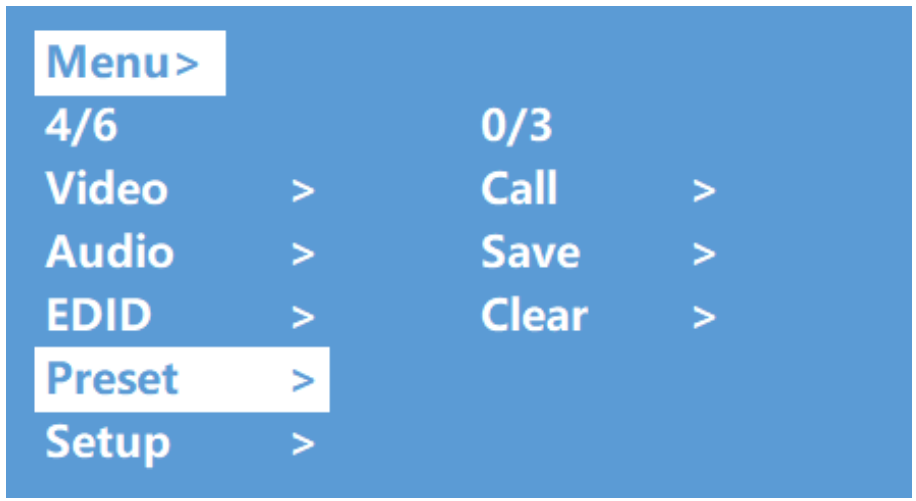 Menu>
4/6 0/3
Video > Call >
Audio > Save >
EDID > Clear >
Preset >
Setup >